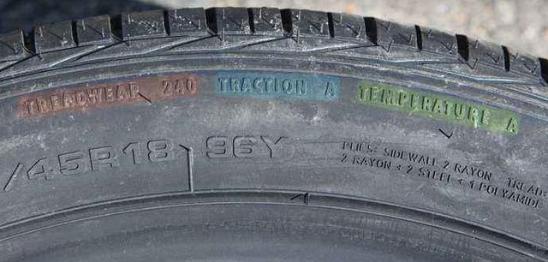 TREADWEAR 240 TRACTION A TEMPERATURE A
/45R18 96Y
PLIES: SIDEWALL 2 RAYON TREAD:
2 RAYON + 2 STEEL + 1 POLYAMIDE